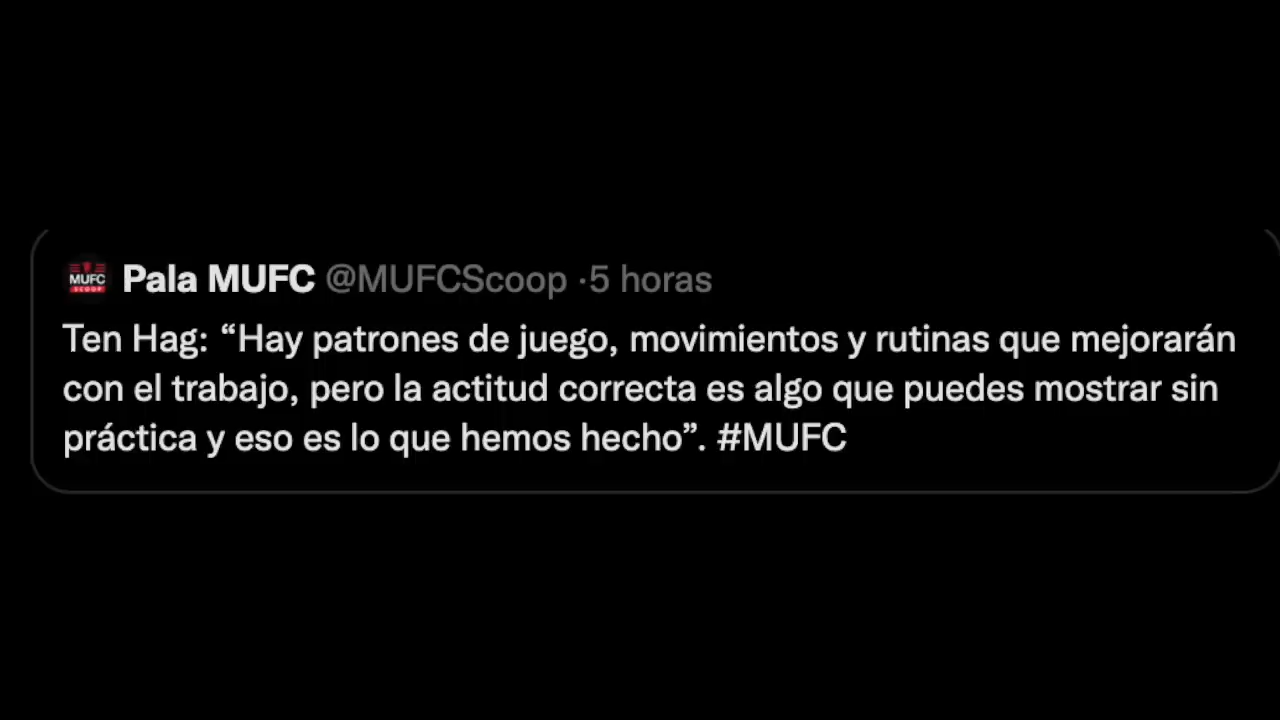 MUFC
SCOOP
Pala MUFC @MUFCScoop ·5 horas
Ten Hag: “Hay patrones de juego, movimientos y rutinas que mejorarán
con el trabajo, pero la actitud correcta es algo que puedes mostrar sin
práctica y eso es lo que hemos hecho”. #MUFC